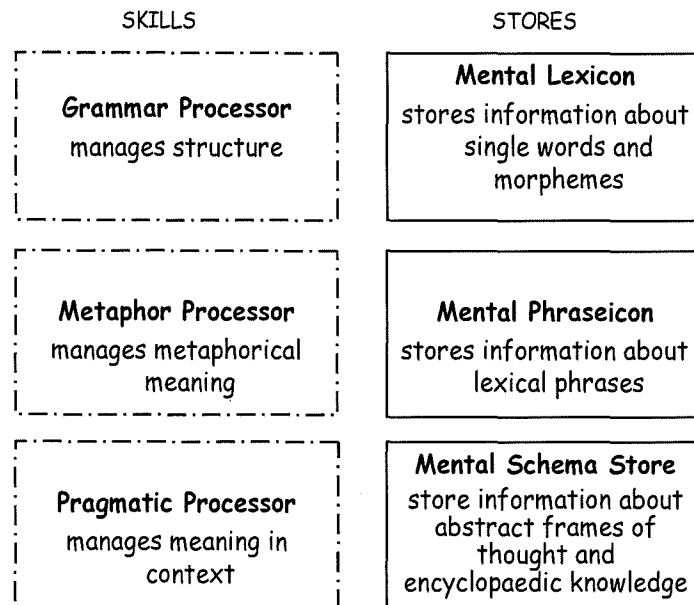 SKILLS
STORES
Grammar Processor
manages structure
Mental Lexicon
stores information about
single words and
morphemes
Metaphor Processor
manages metaphorical
meaning
Mental Phraseicon
stores information about
lexical phrases
Pragmatic Processor
manages meaning in
context
Mental Schema Store
store information about
abstract frames of
thought and
encyclopaedic knowledge